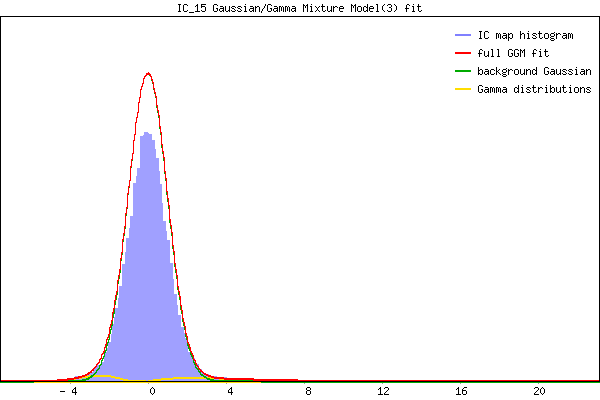 IC_15 Gaussian/Gamma Mixture Model(3) fit
IC map histogram
full GGM fit
background Gaussian
Gamma distributions
-4 0 4 8 12 16 20